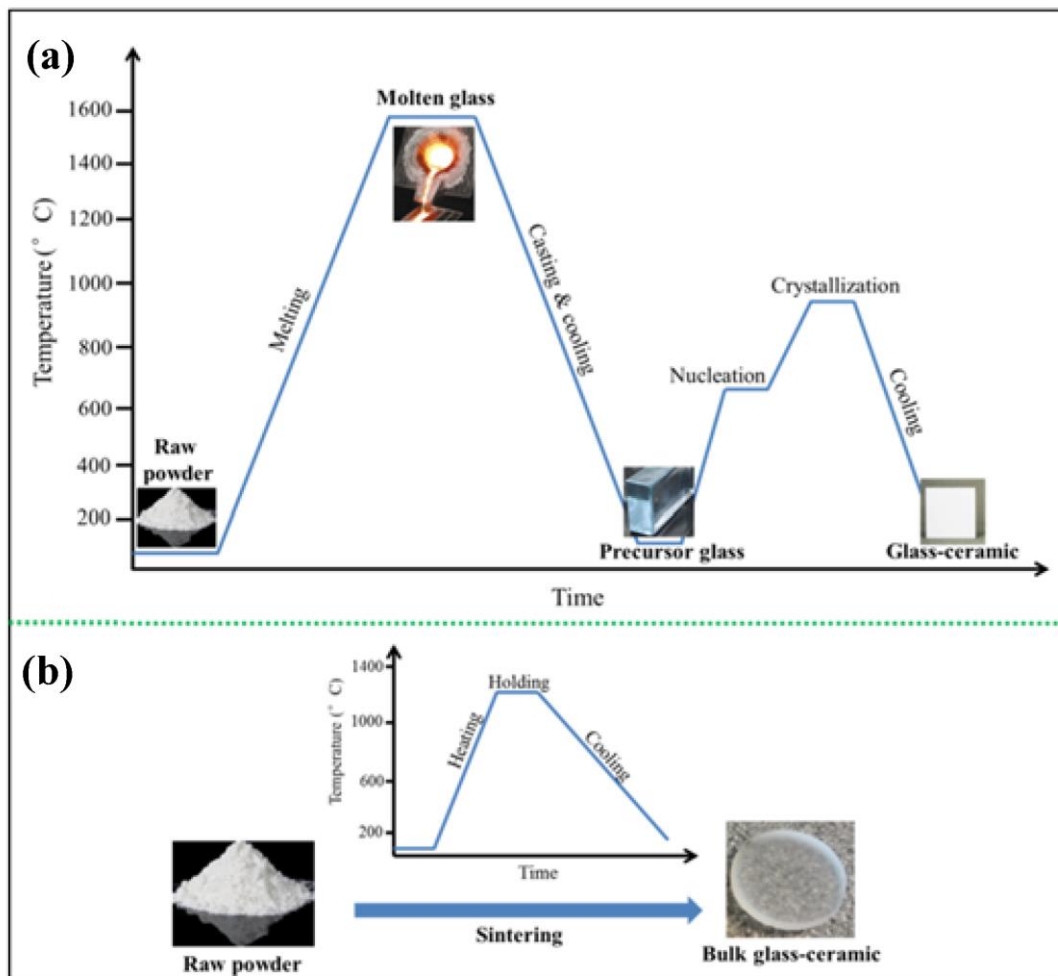 (a)
Temperature (° C)
1600
1400
1200
1000
800
600
400
200
Raw
powder
Melting
Molten glass
Casting & cooling
Precursor glass
Nucleation
Crystallization
Cooling
Glass-ceramic
Time
(b)
Temperature (° C)
1400
1000
600
200
Heating
Holding
Cooling
Time
Raw powder
Sintering
Bulk glass-ceramic